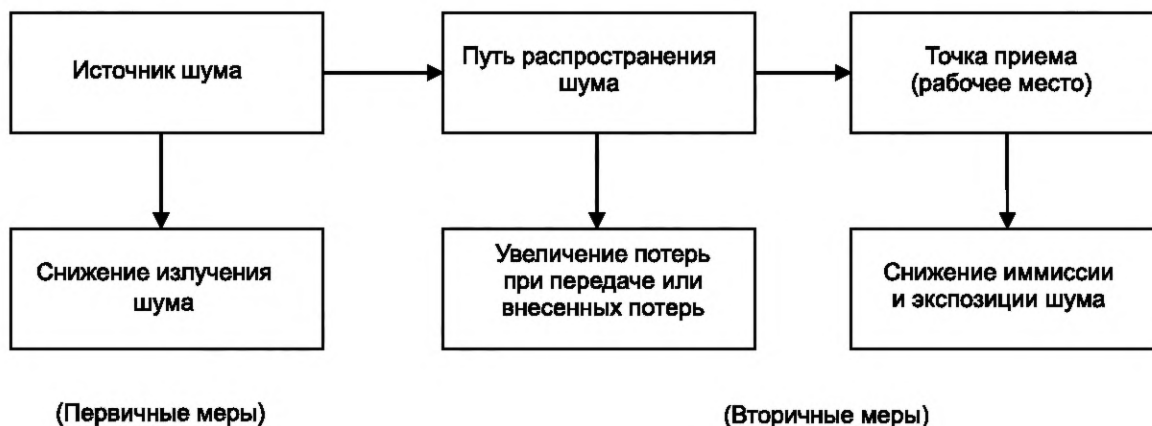 Источник шума
Путь распространения
шума
Точка приема
(рабочее место)
Снижение излучения
шума
Увеличение потерь
при передаче или
внесенных потерь
Снижение иммиссии
и экспозиции шума
(Первичные меры)
(Вторичные меры)